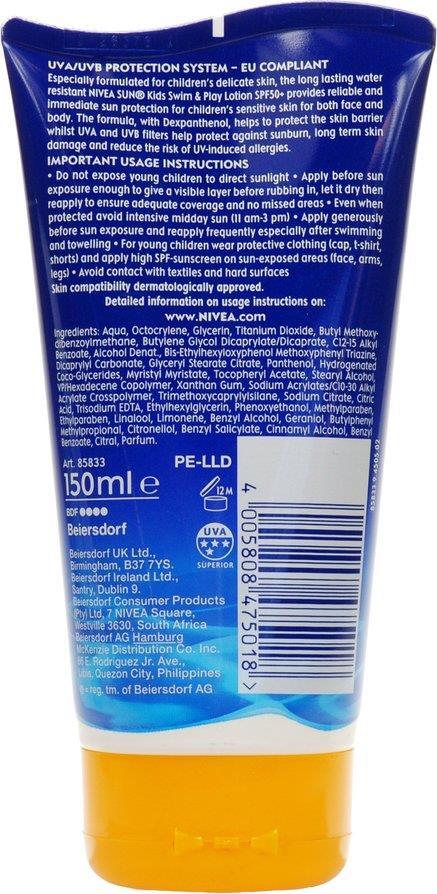 UVA/UVB PROTECTION SYSTEM – EU COMPLIANT
Especially formulated for children's delicate skin, the long lasting water
resistant NIVEA SUN® Kids Swim & Play Lotion SPF50+ provides reliable and
immediate sun protection for children's sensitive skin for both face and
body. The formula, with Dexpanthenol, helps to protect the skin barrier
whilst UVA and UVB filters help protect against sunburn, long term skin
damage and reduce the risk of UV-induced allergies.
IMPORTANT USAGE INSTRUCTIONS
• Do not expose young children to direct sunlight • Apply before sun
exposure enough to give a visible layer before rubbing in, let it dry then
reapply to ensure adequate coverage and no missed areas • Even when
protected avoid intensive midday sun (11 am-3 pm) • Apply generously
before sun exposure and reapply frequently especially after swimming
and towelling • For young children wear protective clothing (cap, t-shirt,
shorts) and apply high SPF-sunscreen on sun-exposed areas (face, arms,
legs) • Avoid contact with textiles and hard surfaces
Skin compatibility dermatologically approved.
Detailed information on usage instructions on:
www.NIVEA.com
Ingredients: Aqua, Octocrylene, Glycerin, Titanium Dioxide, Butyl Methoxy-
dibenzoylmethane, Butylene Glycol Dicaprylate/Dicaprate, C12-15 Alkyl
Benzoate, Alcohol Denat., Bis-Ethylhexyloxyphenol Methoxyphenyl Triazine,
Dicaprylyl Carbonate, Glyceryl Stearate Citrate, Panthenol, Hydrogenated
Coco-Glycerides, Myristyl Myristate, Tocopheryl Acetate, Stearyl Alcohol,
VP/Hexadecene Copolymer, Xanthan Gum, Sodium Acrylates/C10-30 Alkyl
Acrylate Crosspolymer, Trimethoxycaprylylsilane, Sodium Citrate, Citric
Acid, Trisodium EDTA, Ethylhexylglycerin, Phenoxyethanol, Methylparaben,
Ethylparaben, Linalool, Limonene, Benzyl Alcohol, Geraniol, Butylphenyl
Methylpropional, Citronellol, Benzyl Salicylate, Cinnamyl Alcohol, Benzyl
Benzoate, Citral, Parfum.
Art. 85833
PE-LLD
150ml e
12M
BDF
Beiersdorf
UVA
SUPERIOR
Beiersdorf UK Ltd.,
Birmingham, B37 7YS.
Beiersdorf Ireland Ltd.,
Santry, Dublin 9.
Beiersdorf Consumer Products
(Pty) Ltd, 7 NIVEA Square,
Westville 3630, South Africa
Beiersdorf AG Hamburg
McKenzie Distribution Co. Inc.
86 E. Rodriguez Jr. Ave.,
Libis, Quezon City, Philippines
® = reg. tm. of Beiersdorf AG
4 005808 475018 >
85833 9 4505 02